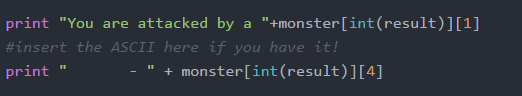 print "You are attacked by a "+monster[int(result)][1]
#insert the ASCII here if you have it!
print "      - " + monster[int(result)][4]